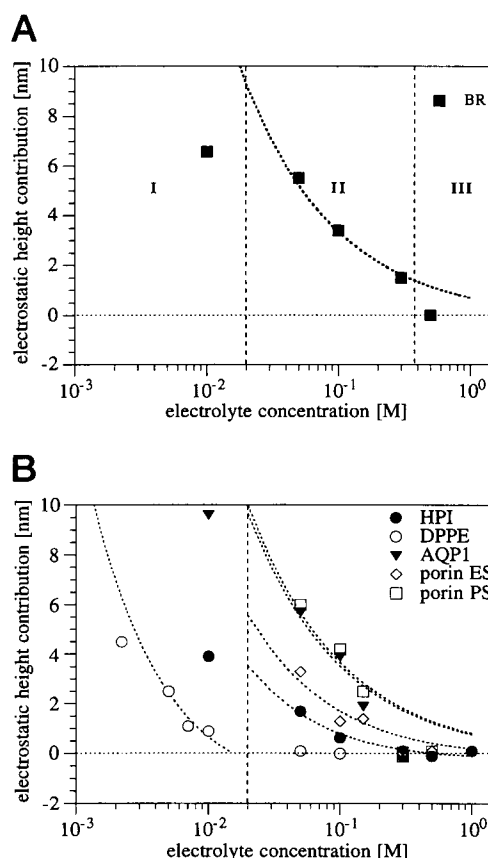 A
electrostatic height contribution [nm]
10
8
6
4
2
0
-2
BR
I
II
III
10-3
10-2
10-1
100
electrolyte concentration [M]
B
electrostatic height contribution [nm]
10
8
6
4
2
0
-2
HPI
DPPE
AQP1
porin ES
porin PS
10-3
10-2
10-1
100
electrolyte concentration [M]